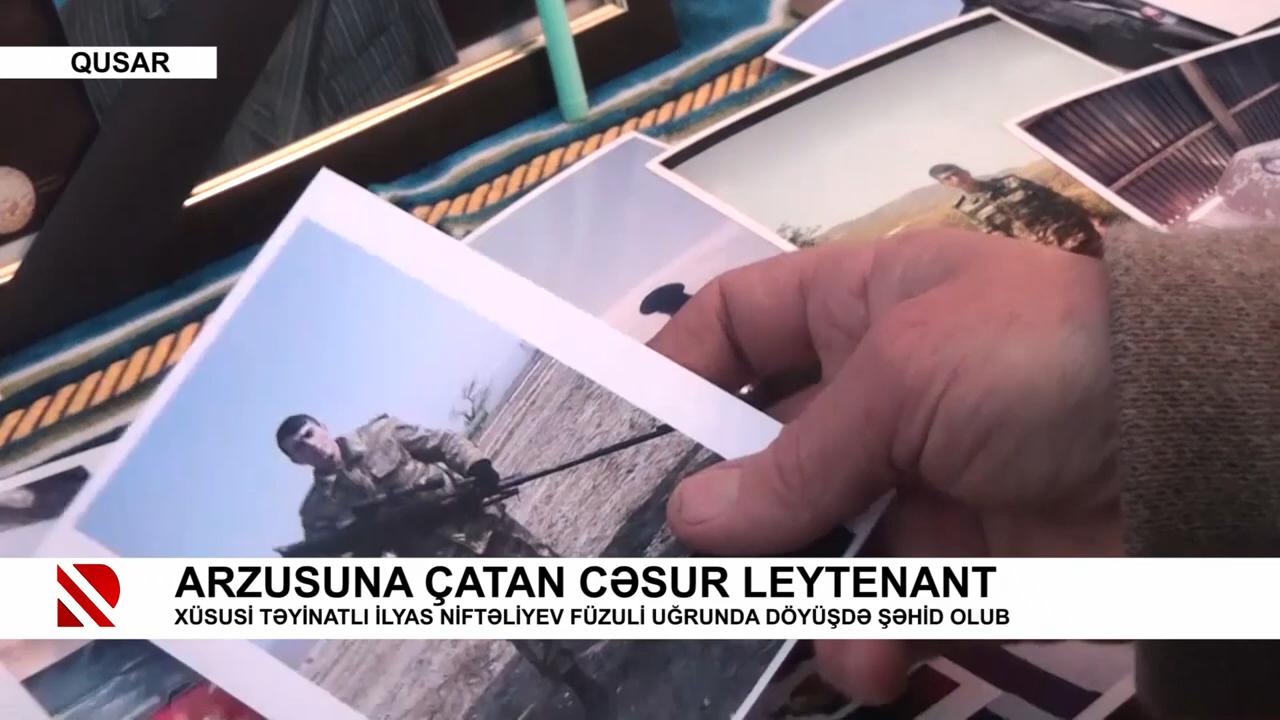 QUSAR
ARZUSUNA ÇATAN CƏSUR LEYTENANT
XÜSUSİ TƏYİNATLI İLYAS NİFTƏLİYEV FÜZULİ UĞRUNDA DÖYÜŞDƏ ŞƏHİD OLUB